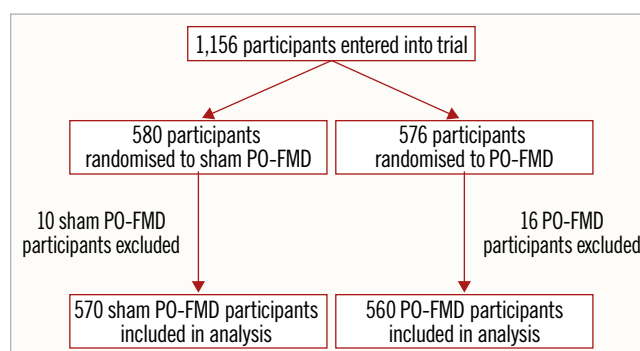 1,156 participants entered into trial
580 participants
randomised to sham PO-FMD
576 participants
randomised to PO-FMD
10 sham PO-FMD
participants excluded
16 PO-FMD
participants excluded
570 sham PO-FMD participants
included in analysis
560 PO-FMD participants
included in analysis